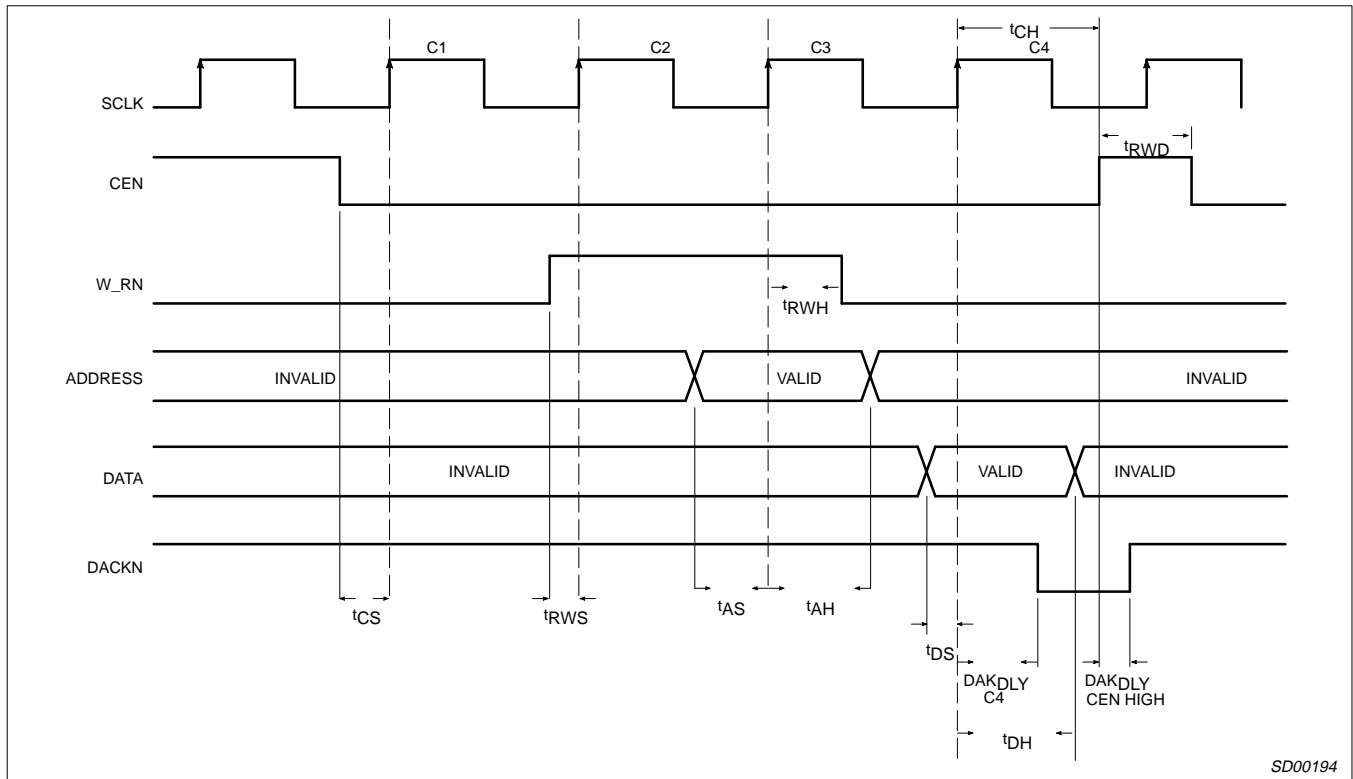 tCH
C1 C2 C3 C4
SCLK
tRWD
CEN
W_RN
tRWH
ADDRESS INVALID VALID INVALID
DATA INVALID VALID INVALID
DACKN
tCS tRWS tAS tAH
tDS
DAKDLY DAKDLY
C4 CEN HIGH
tDH
SD00194